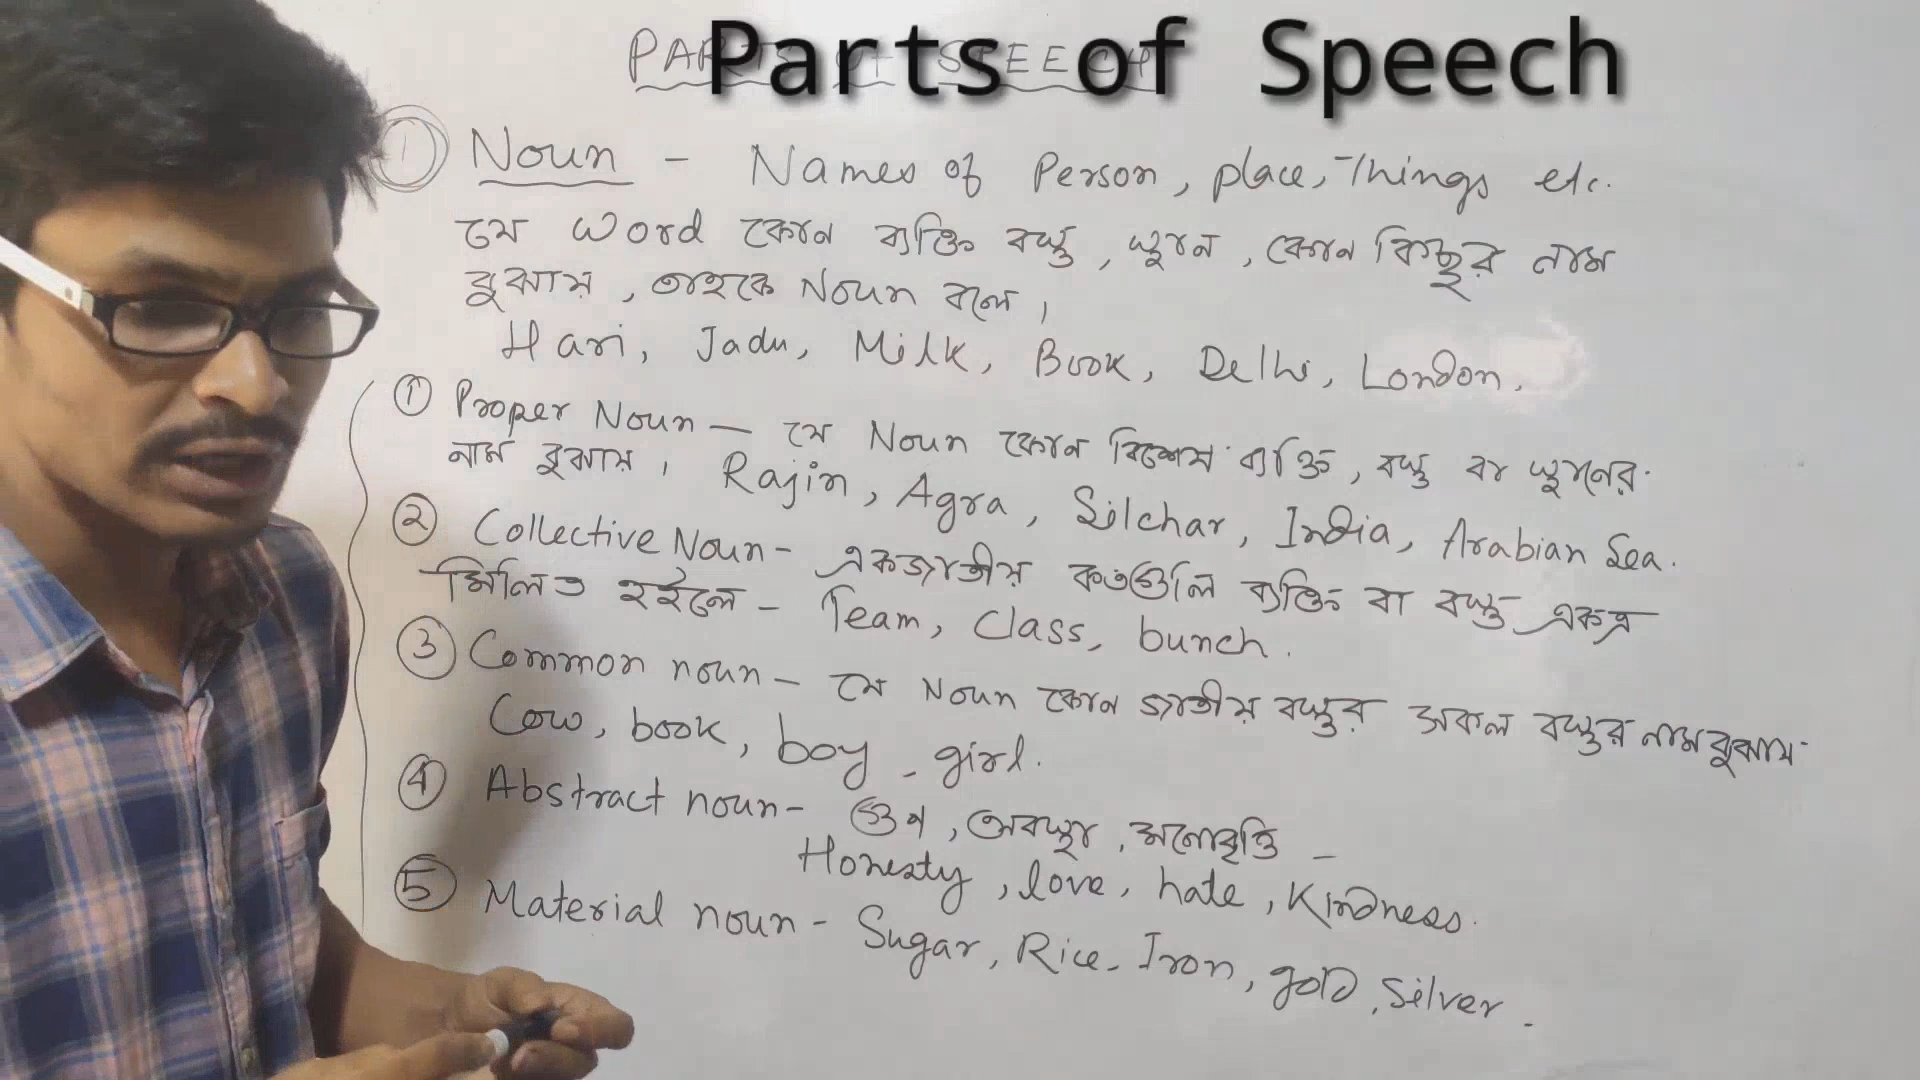 Parts of Speech
PARTS OF SPEECH
① Noun - Names of Person, place, Things etc.
যে word কোন ব্যক্তি বস্তু, স্থান, কোন কিছুর নাম
বুঝায়, তাহকে Noun বলে,
Hari, Jadu, Milk, Book, Delhi, London.
① Proper Noun — যে Noun কোন বিশেষ ব্যক্তি, বস্তু বা স্থানের
নাম বুঝায়, Rajin, Agra, Silchar, India, Arabian Sea.
② Collective Noun - একজাতীয় কতগুলি ব্যক্তি বা বস্তু একত্র
মিলিত হইলে - Team, Class, bunch.
③ Common noun - যে Noun কোন জাতীয় বস্তুর সকল বস্তুর নাম বুঝায়
Cow, book, boy - girl.
④ Abstract noun - গুণ, অবস্থা, মনোবৃত্তি -
Honesty, love, hate, Kindness.
⑤ Material noun - Sugar, Rice - Iron, gold, Silver.